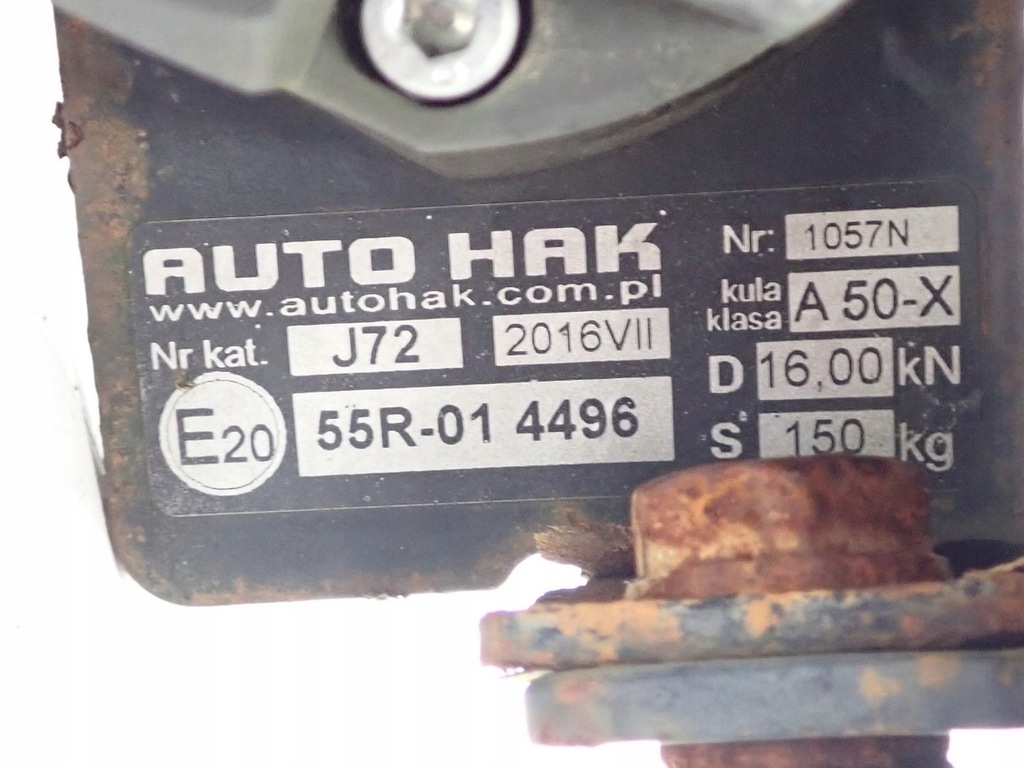 AUTO HAK
www.autohak.com.pl
Nr kat. J72 2016VII
E20 55R-01 4496
Nr: 1057N
kula klasa A 50-X
D 16,00 kN
S 150 kg